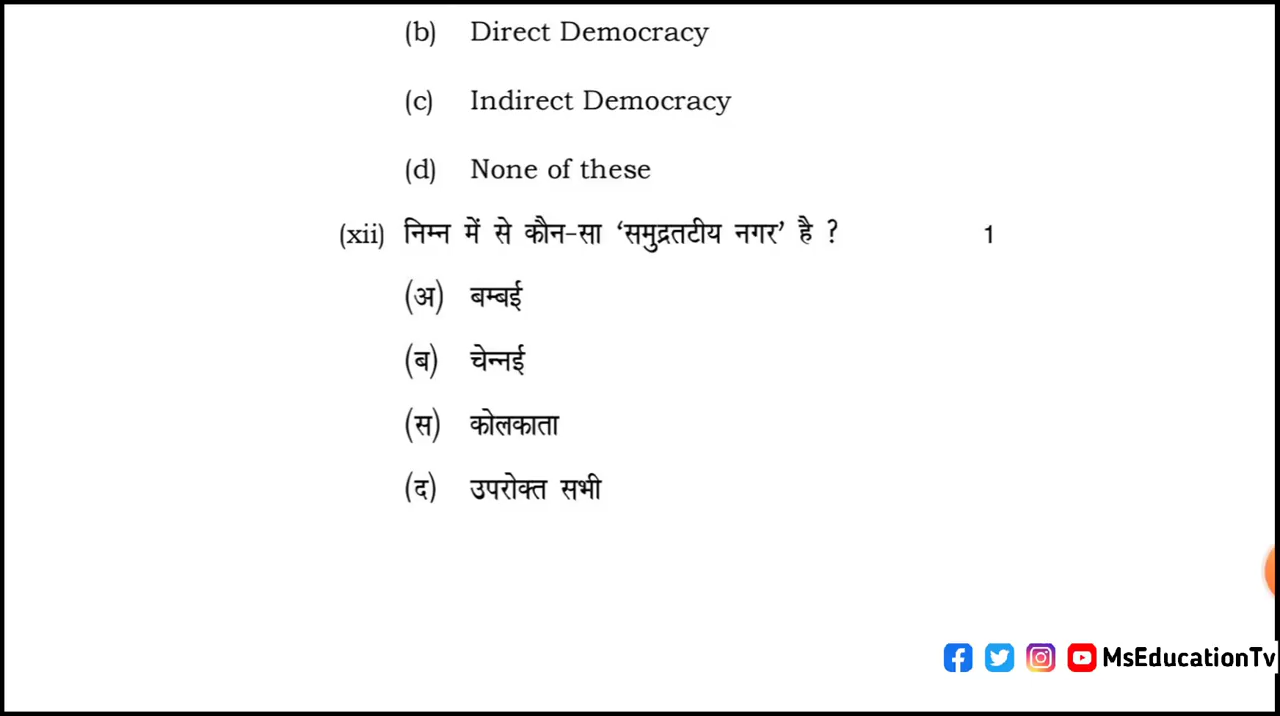 (b) Direct Democracy
(c) Indirect Democracy
(d) None of these
(xii) निम्न में से कौन-सा ‘समुद्रतटीय नगर’ है ? 1
(अ) बम्बई
(ब) चेन्नई
(स) कोलकाता
(द) उपरोक्त सभी
MsEducationTv